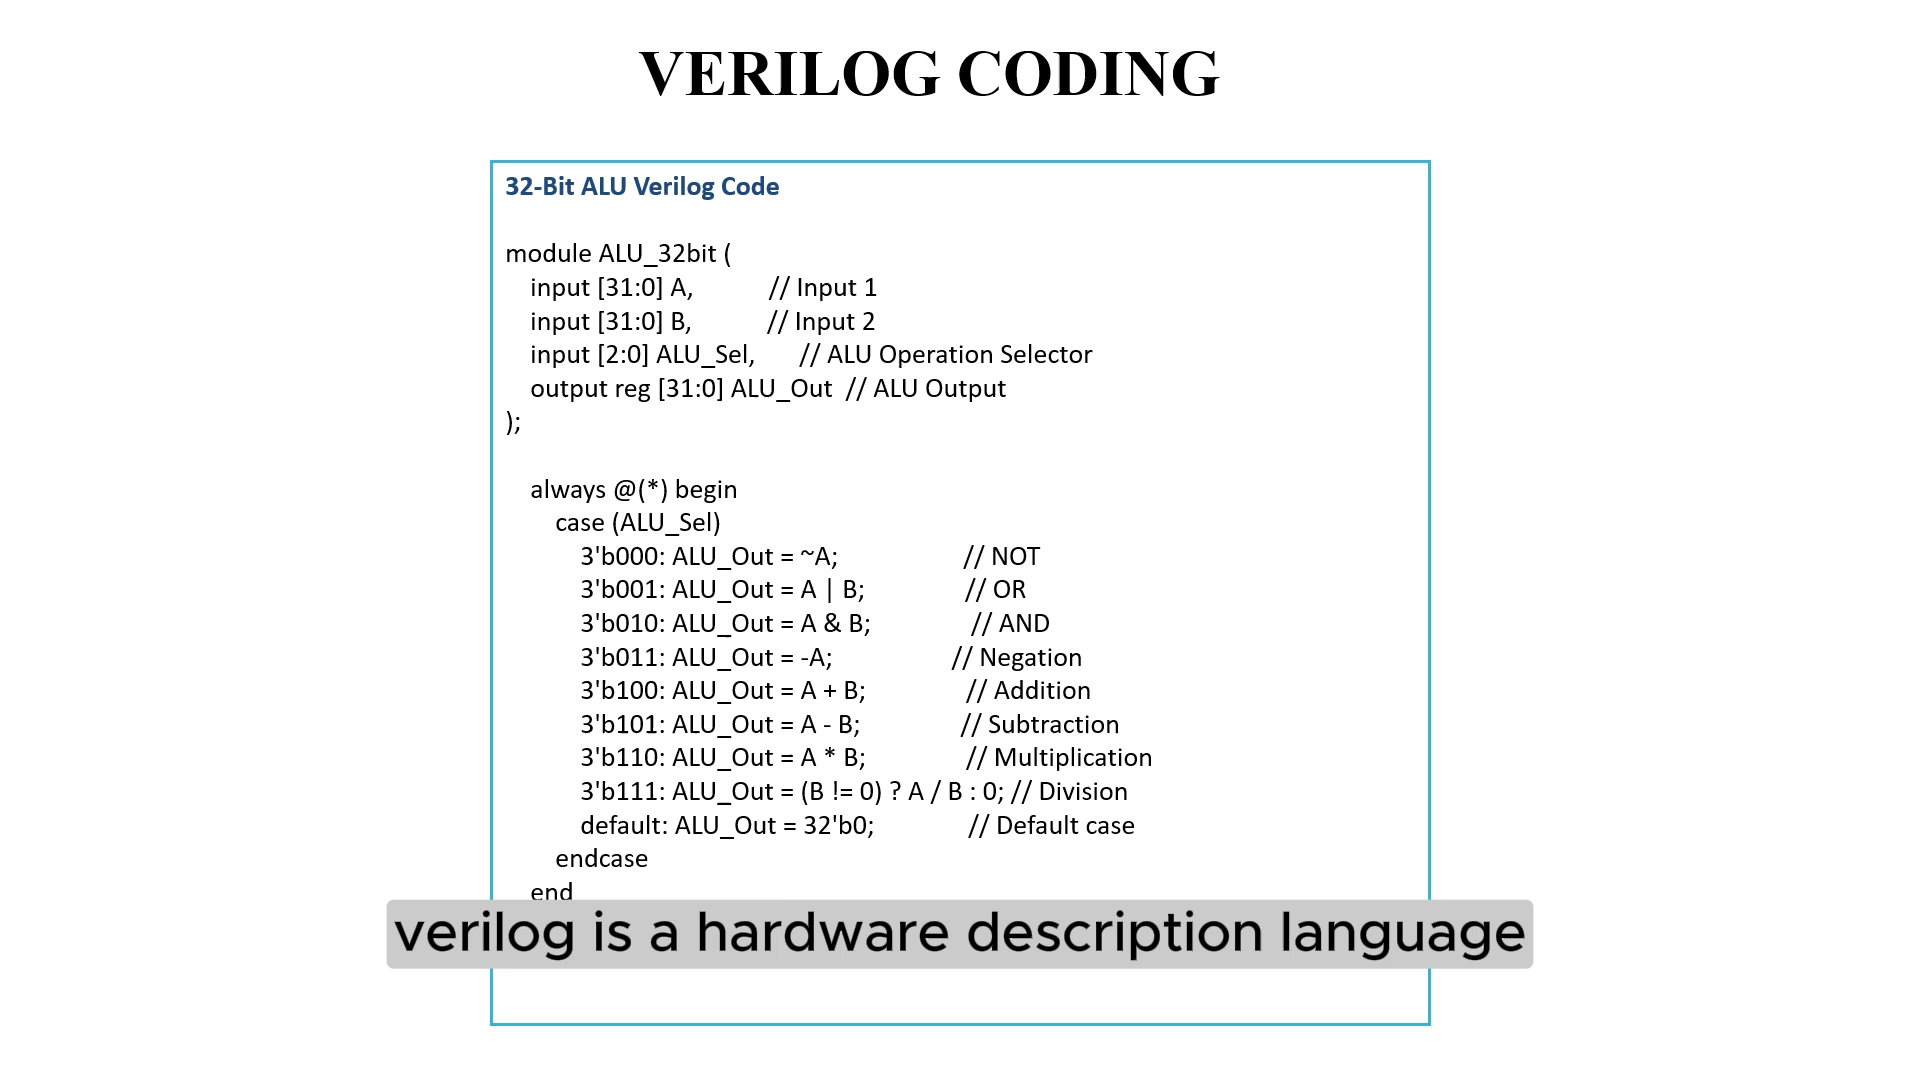 VERILOG CODING
32-Bit ALU Verilog Code
module ALU_32bit (
input [31:0] A, // Input 1
input [31:0] B, // Input 2
input [2:0] ALU_Sel, // ALU Operation Selector
output reg [31:0] ALU_Out // ALU Output
);
always @(*) begin
case (ALU_Sel)
3'b000: ALU_Out = ~A; // NOT
3'b001: ALU_Out = A | B; // OR
3'b010: ALU_Out = A & B; // AND
3'b011: ALU_Out = -A; // Negation
3'b100: ALU_Out = A + B; // Addition
3'b101: ALU_Out = A - B; // Subtraction
3'b110: ALU_Out = A * B; // Multiplication
3'b111: ALU_Out = (B != 0) ? A / B : 0; // Division
default: ALU_Out = 32'b0; // Default case
endcase
end
verilog is a hardware description language